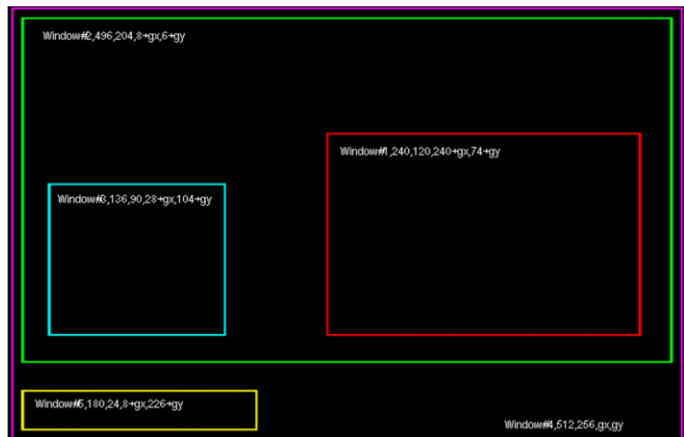 Window#2,496,204,8+gx,6+gy
Window#1,240,120,240+gx,74+gy
Window#3,136,90,28+gx,104+gy
Window#5,180,24,8+gx,226+gy
Window#4,512,256,gx,gy